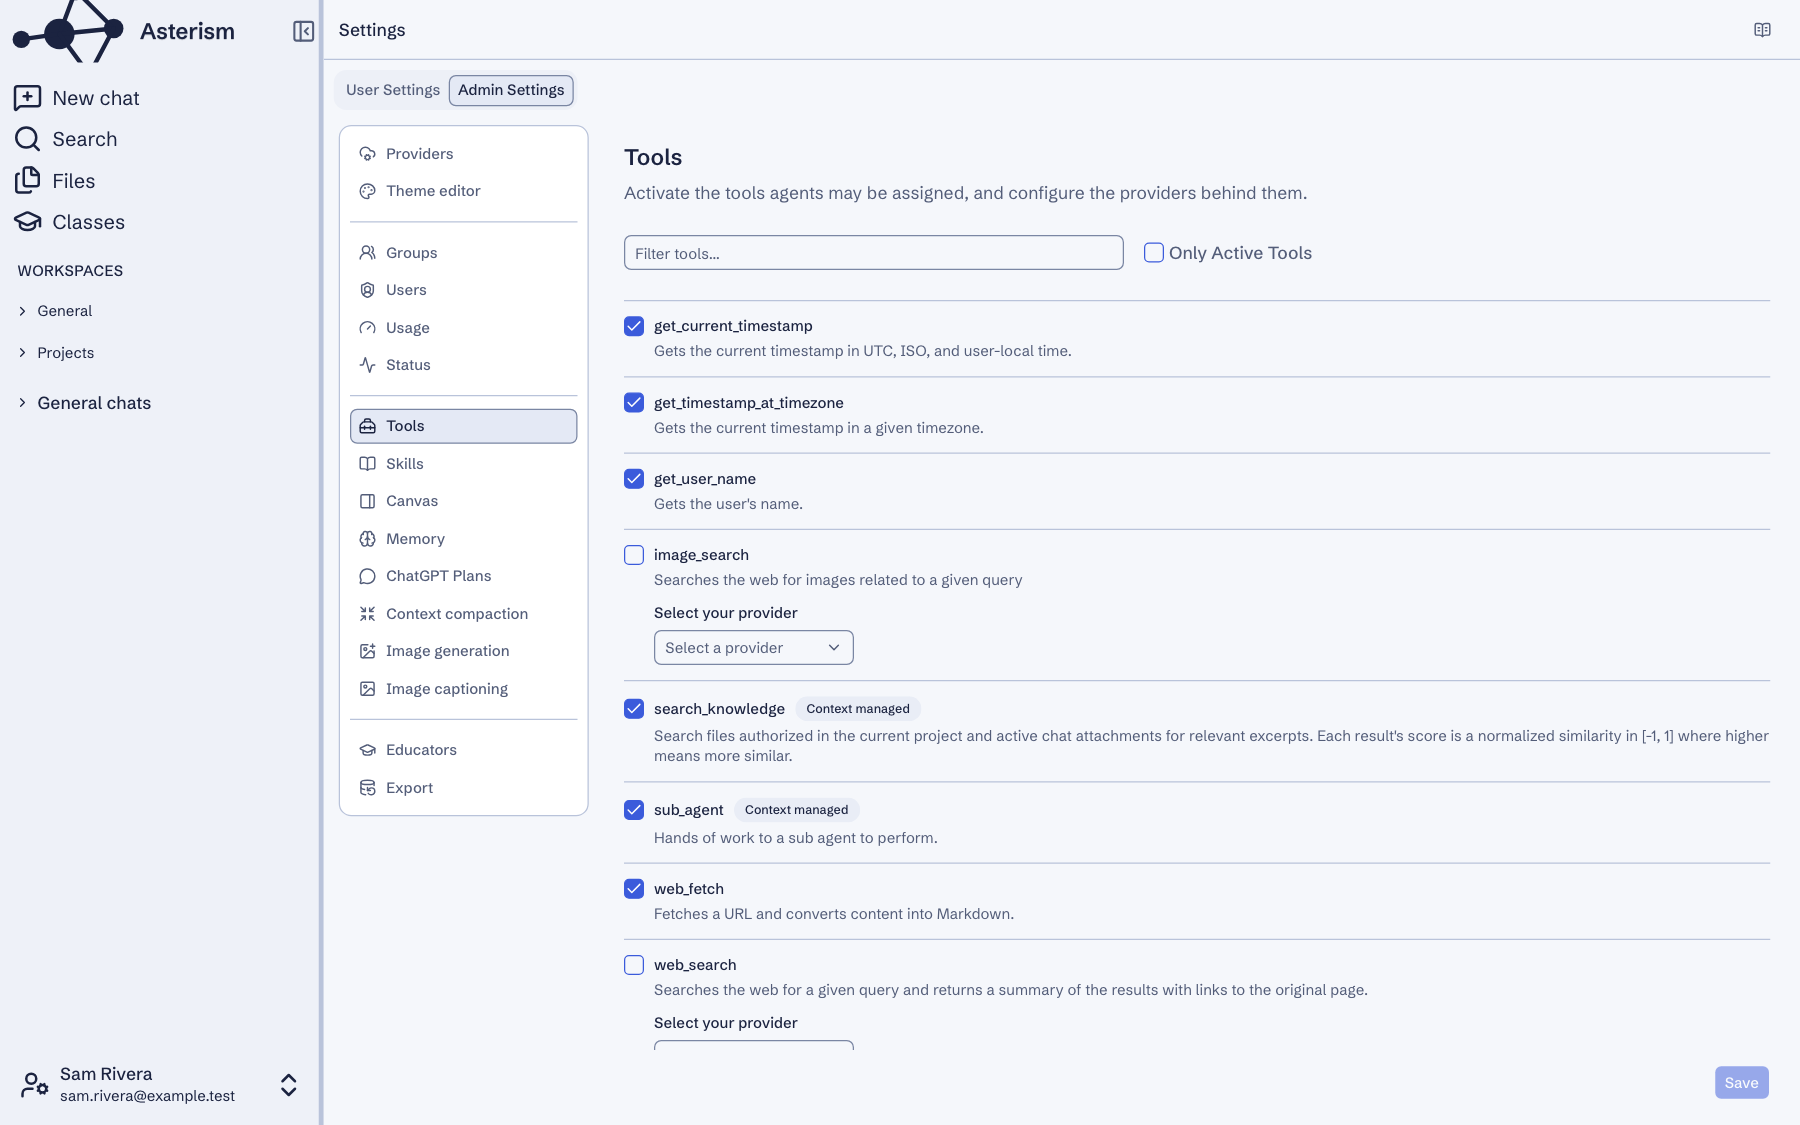 Asterism
New chat
Search
Files
Classes
WORKSPACES
General
Projects
General chats
Sam Rivera
sam.rivera@example.test
Settings
User Settings
Admin Settings
Providers
Theme editor
Groups
Users
Usage
Status
Tools
Skills
Canvas
Memory
ChatGPT Plans
Context compaction
Image generation
Image captioning
Educators
Export
Tools
Activate the tools agents may be assigned, and configure the providers behind them.
Filter tools...
Only Active Tools
get_current_timestamp
Gets the current timestamp in UTC, ISO, and user-local time.
get_timestamp_at_timezone
Gets the current timestamp in a given timezone.
get_user_name
Gets the user's name.
image_search
Searches the web for images related to a given query
Select your provider
Select a provider
search_knowledge Context managed
Search files authorized in the current project and active chat attachments for relevant excerpts. Each result's score is a normalized similarity in [-1, 1] where higher
means more similar.
sub_agent Context managed
Hands of work to a sub agent to perform.
web_fetch
Fetches a URL and converts content into Markdown.
web_search
Searches the web for a given query and returns a summary of the results with links to the original page.
Select your provider
Save